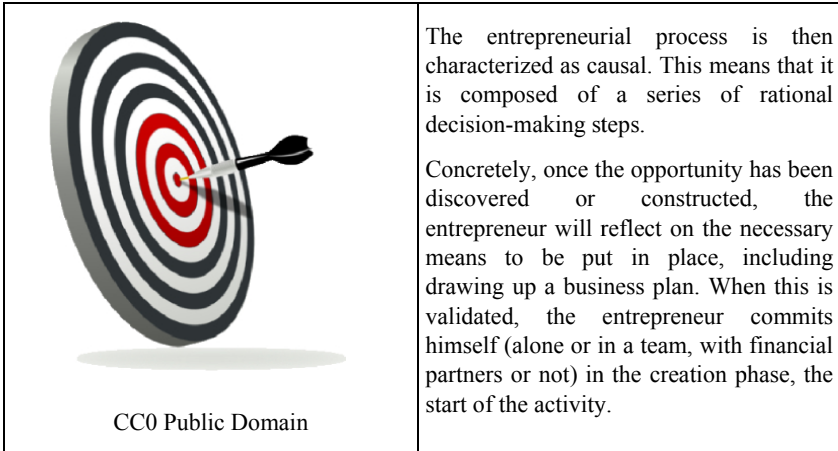 The entrepreneurial process is then
characterized as causal. This means that it
is composed of a series of rational
decision-making steps.
Concretely, once the opportunity has been
discovered or constructed, the
entrepreneur will reflect on the necessary
means to be put in place, including
drawing up a business plan. When this is
validated, the entrepreneur commits
himself (alone or in a team, with financial
partners or not) in the creation phase, the
start of the activity.
CC0 Public Domain